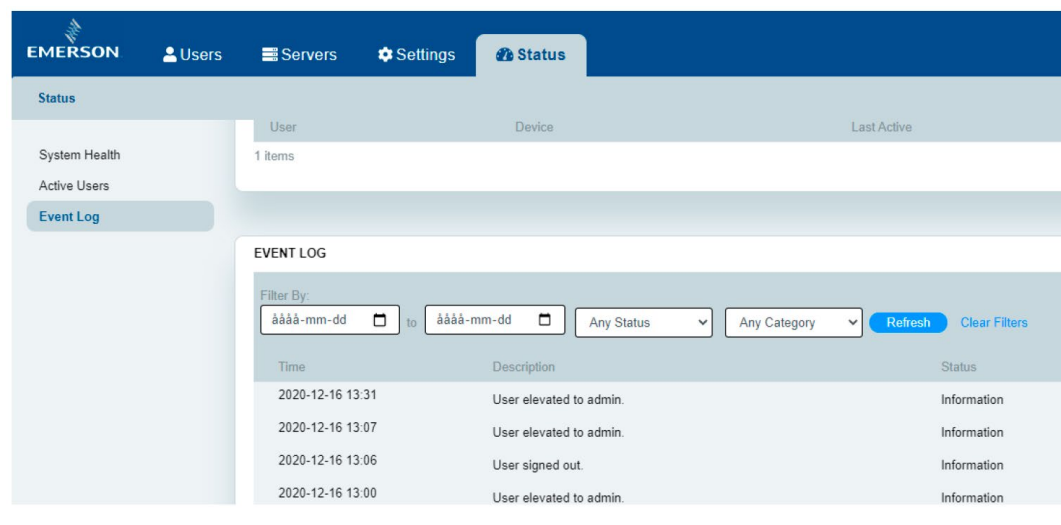 EMERSON Users Servers Settings Status
Status
User Device Last Active
System Health
1 items
Active Users
Event Log
EVENT LOG
Filter By:
åååå-mm-dd to åååå-mm-dd Any Status Any Category Refresh Clear Filters
Time Description Status
2020-12-16 13:31 User elevated to admin. Information
2020-12-16 13:07 User elevated to admin. Information
2020-12-16 13:06 User signed out. Information
2020-12-16 13:00 User elevated to admin. Information